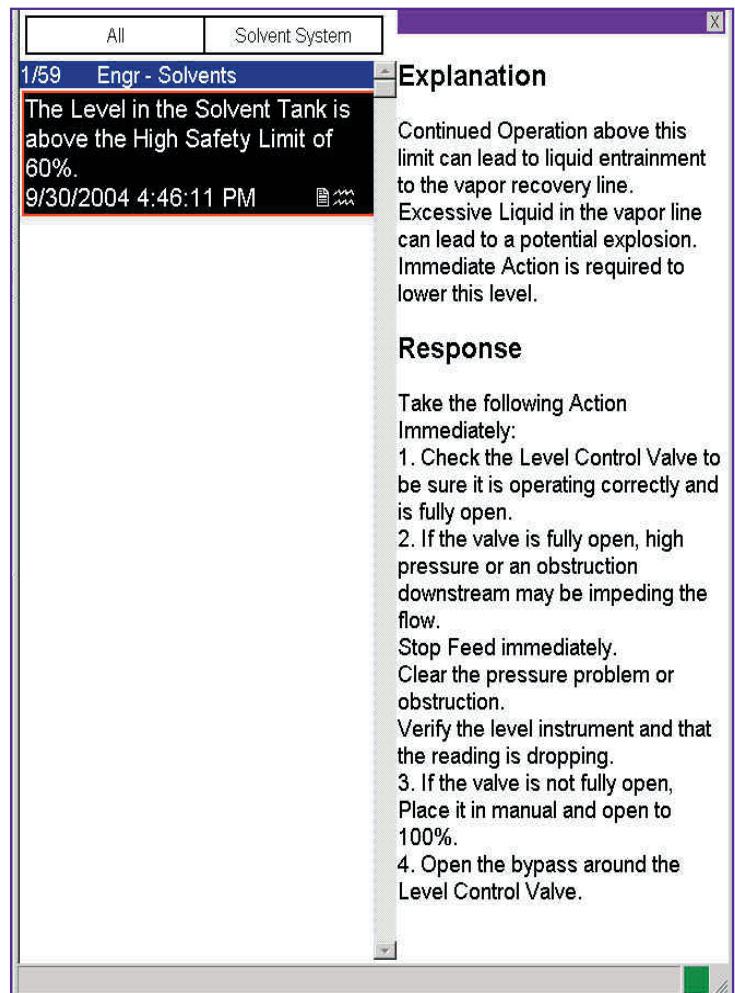 All
Solvent System
X
1/59 Engr - Solvents
The Level in the Solvent Tank is
above the High Safety Limit of
60%.
9/30/2004 4:46:11 PM
Explanation
Continued Operation above this
limit can lead to liquid entrainment
to the vapor recovery line.
Excessive Liquid in the vapor line
can lead to a potential explosion.
Immediate Action is required to
lower this level.
Response
Take the following Action
Immediately:
1. Check the Level Control Valve to
be sure it is operating correctly and
is fully open.
2. If the valve is fully open, high
pressure or an obstruction
downstream may be impeding the
flow.
Stop Feed immediately.
Clear the pressure problem or
obstruction.
Verify the level instrument and that
the reading is dropping.
3. If the valve is not fully open,
Place it in manual and open to
100%.
4. Open the bypass around the
Level Control Valve.